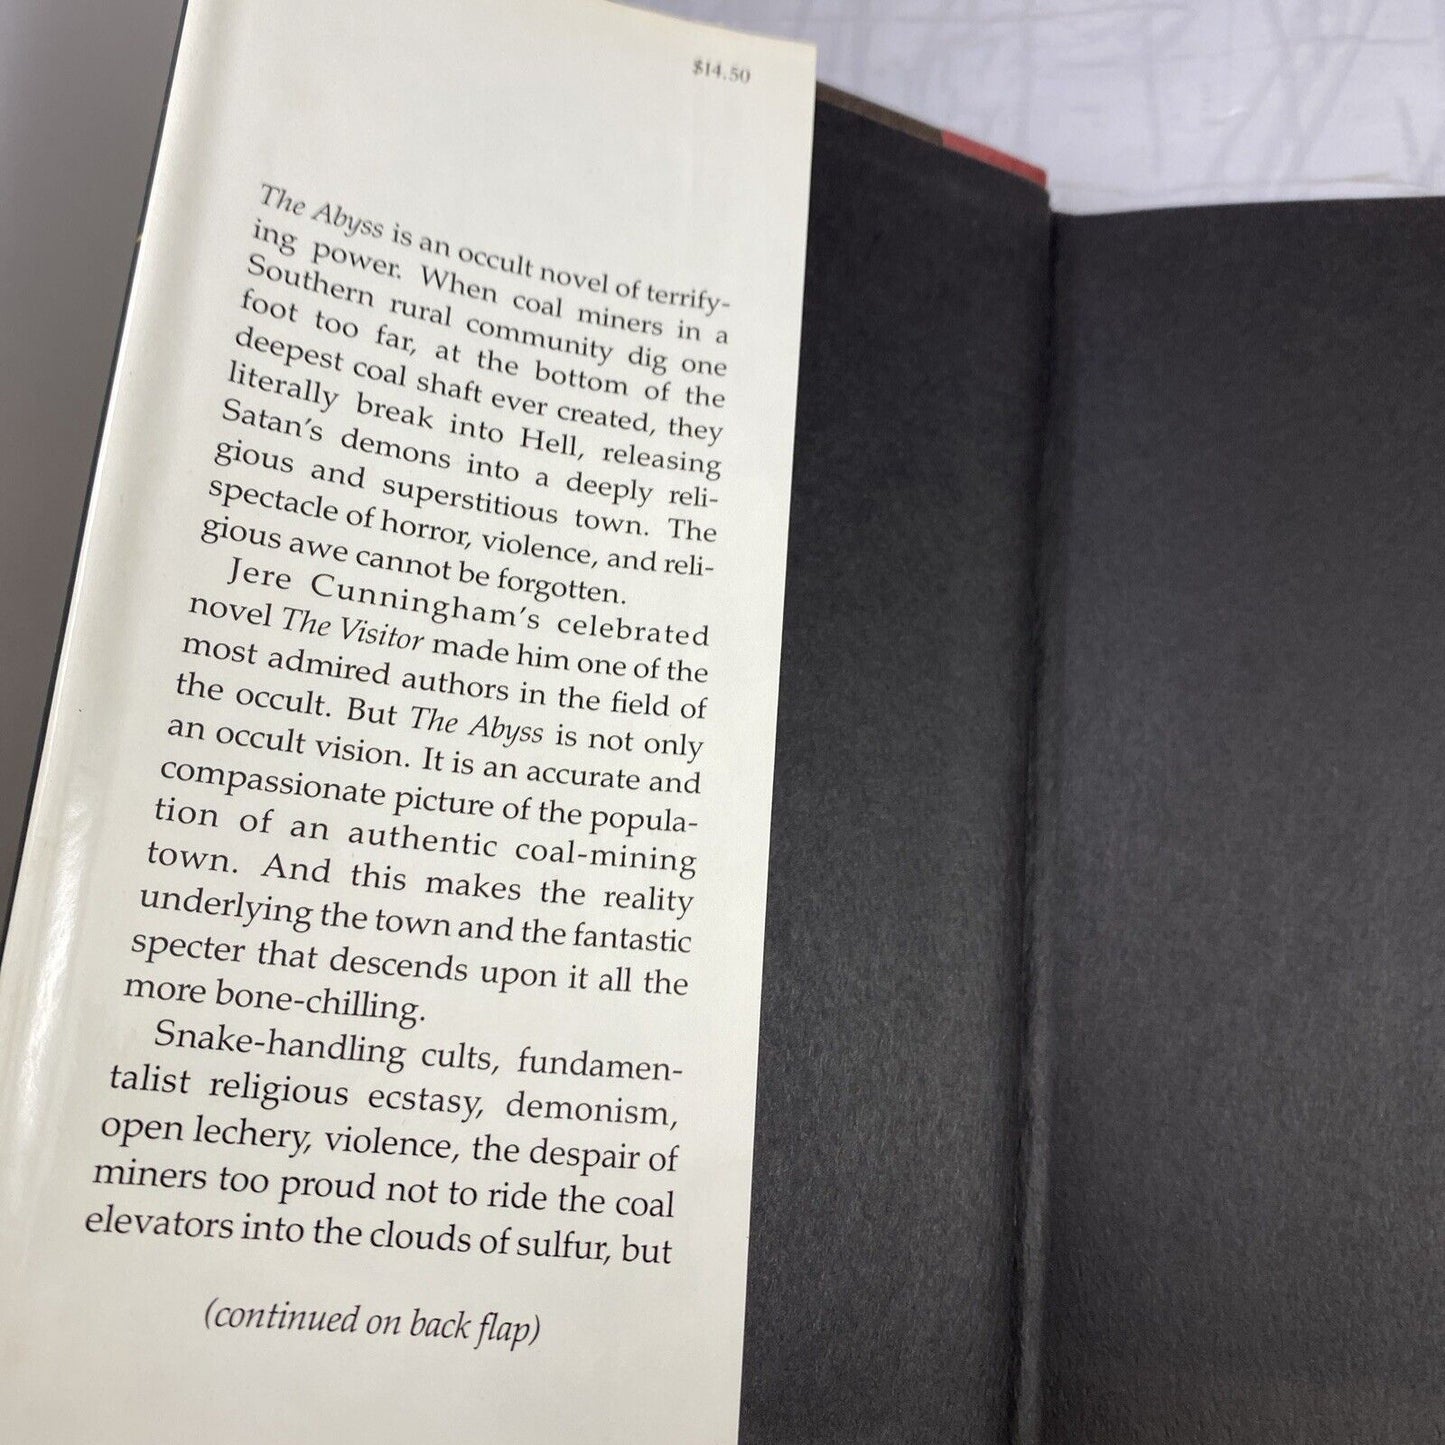 $14.50
The Abyss is an occult novel of terrify-
ing power. When coal miners in a
Southern rural community dig one
foot too far, at the bottom of the
deepest coal shaft ever created, they
literally break into Hell, releasing
Satan's demons into a deeply reli-
gious and superstitious town. The
spectacle of horror, violence, and reli-
gious awe cannot be forgotten.
Jere Cunningham's celebrated
novel The Visitor made him one of the
most admired authors in the field of
the occult. But The Abyss is not only
an occult vision. It is an accurate and
compassionate picture of the popula-
tion of an authentic coal-mining
town. And this makes the reality
underlying the town and the fantastic
specter that descends upon it all the
more bone-chilling.
Snake-handling cults, fundamen-
talist religious ecstasy, demonism,
open lechery, violence, the despair of
miners too proud not to ride the coal
elevators into the clouds of sulfur, but
(continued on back flap)